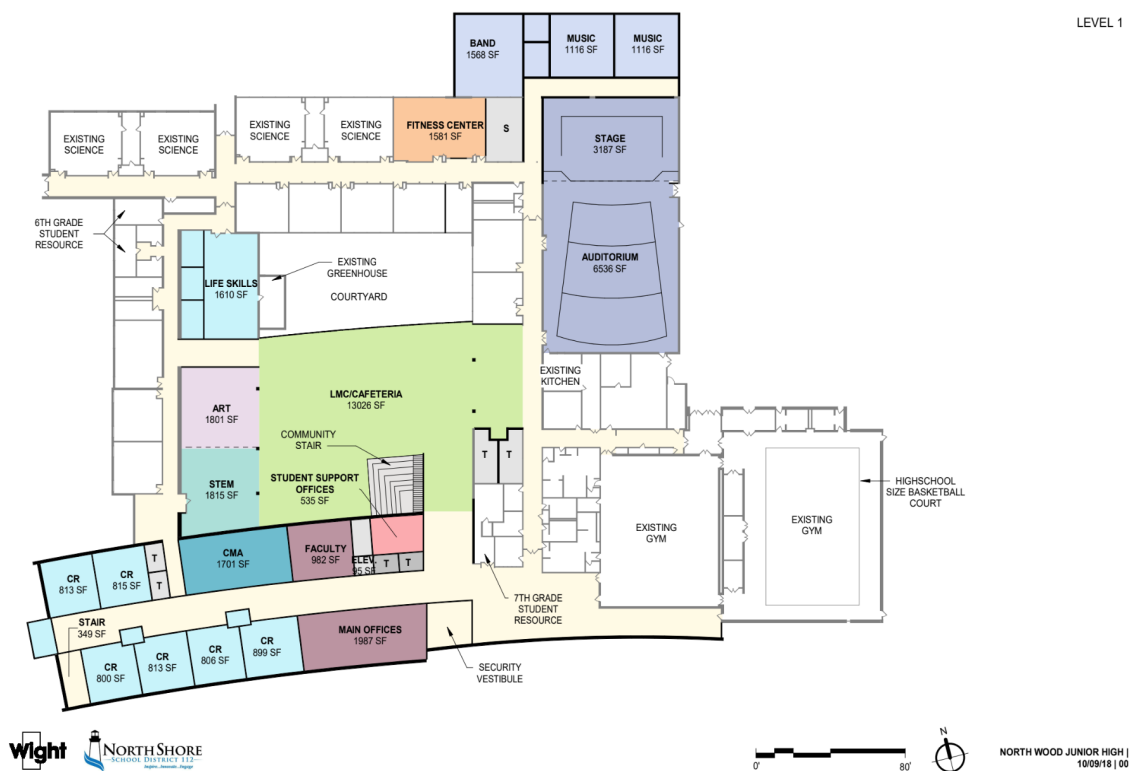 LEVEL 1
BAND
1568 SF
MUSIC
1116 SF
MUSIC
1116 SF
EXISTING
SCIENCE
EXISTING
SCIENCE
EXISTING
SCIENCE
EXISTING
SCIENCE
FITNESS CENTER
1581 SF
S
STAGE
3187 SF
6TH GRADE
STUDENT
RESOURCE
LIFE SKILLS
1610 SF
EXISTING
GREENHOUSE
COURTYARD
AUDITORIUM
6536 SF
EXISTING
KITCHEN
ART
1801 SF
LMC/CAFETERIA
13026 SF
COMMUNITY
STAIR
T
T
STUDENT SUPPORT
OFFICES
535 SF
STEM
1815 SF
HIGHSCHOOL
SIZE BASKETBALL
COURT
EXISTING
GYM
EXISTING
GYM
CMA
1701 SF
FACULTY
982 SF
ELEV.
95 SF
T
T
CR
813 SF
CR
815 SF
T
T
7TH GRADE
STUDENT
RESOURCE
STAIR
349 SF
CR
800 SF
CR
813 SF
CR
806 SF
CR
899 SF
MAIN OFFICES
1987 SF
SECURITY
VESTIBULE
Wight
NORTH SHORE
SCHOOL DISTRICT 112
Inspire...Innovate...Engage
0'
80'
N
NORTH WOOD JUNIOR HIGH |
10/09/18 | 00